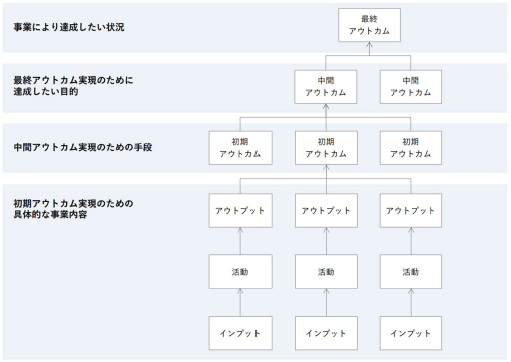 事業により達成したい状況
最終
アウトカム
最終アウトカム実現のために
達成したい目的
中間
アウトカム
中間
アウトカム
中間アウトカム実現のための手段
初期
アウトカム
初期
アウトカム
初期
アウトカム
初期アウトカム実現のための
具体的な事業内容
アウトプット
アウトプット
アウトプット
活動
活動
活動
インプット
インプット
インプット